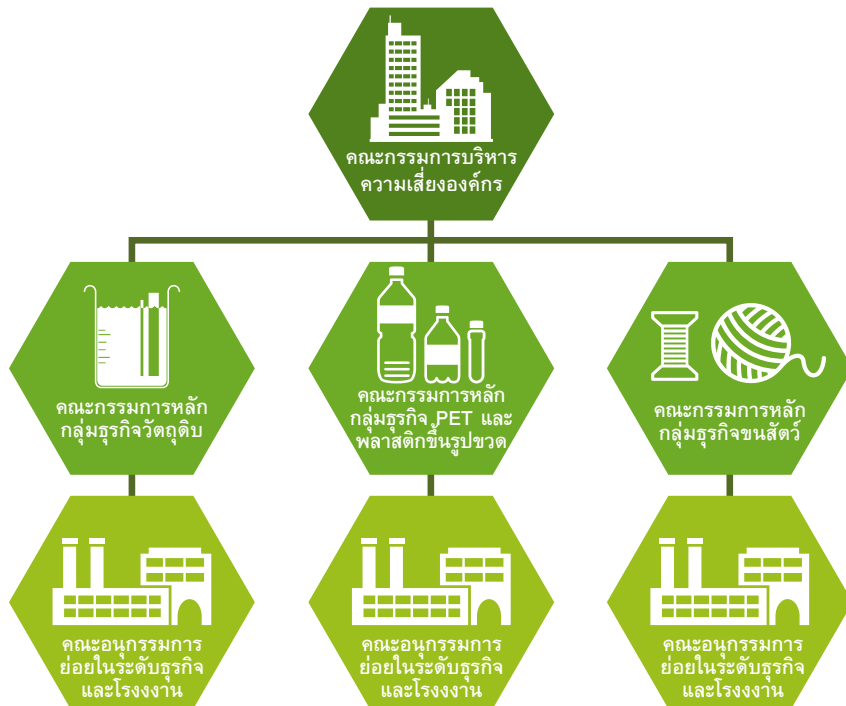 คณะกรรมการบริหาร
ความเสี่ยงองค์กร
คณะกรรมการหลัก
กลุ่มธุรกิจวัตถุดิบ
คณะกรรมการหลัก
กลุ่มธุรกิจ PET และ
พลาสติกขึ้นรูปขวด
คณะกรรมการหลัก
กลุ่มธุรกิจขนสัตว์
คณะอนุกรรมการ
ย่อยในระดับธุรกิจ
และโรงงงาน
คณะอนุกรรมการ
ย่อยในระดับธุรกิจ
และโรงงงาน
คณะอนุกรรมการ
ย่อยในระดับธุรกิจ
และโรงงงาน